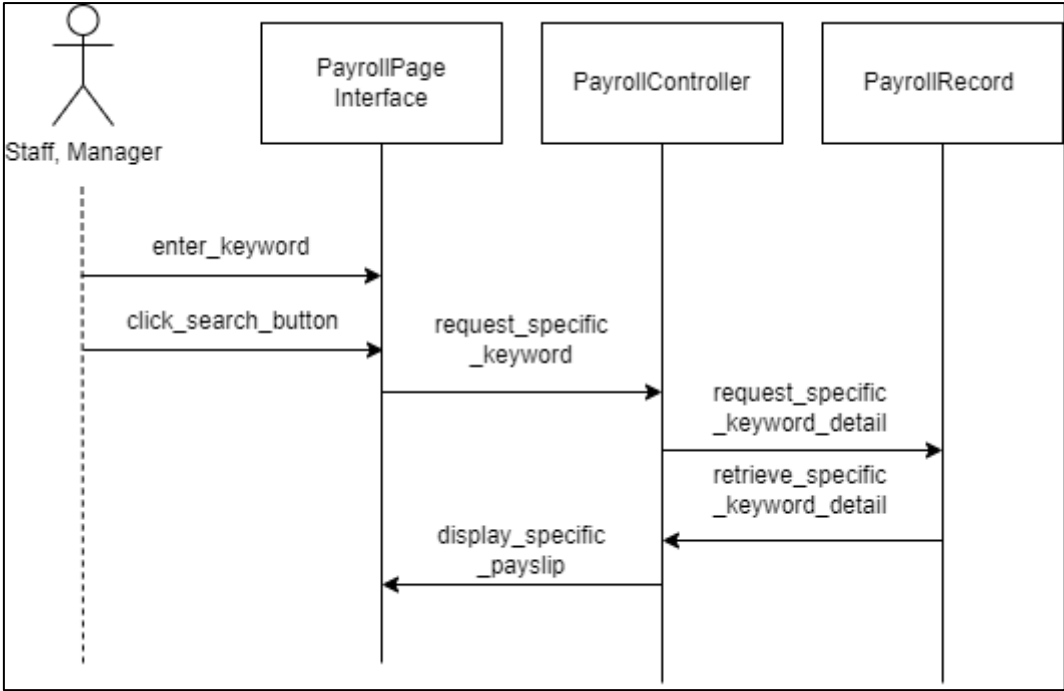 PayrollPage
Interface
PayrollController
PayrollRecord
Staff, Manager
enter_keyword
click_search_button
request_specific
_keyword
request_specific
_keyword_detail
retrieve_specific
_keyword_detail
display_specific
_payslip